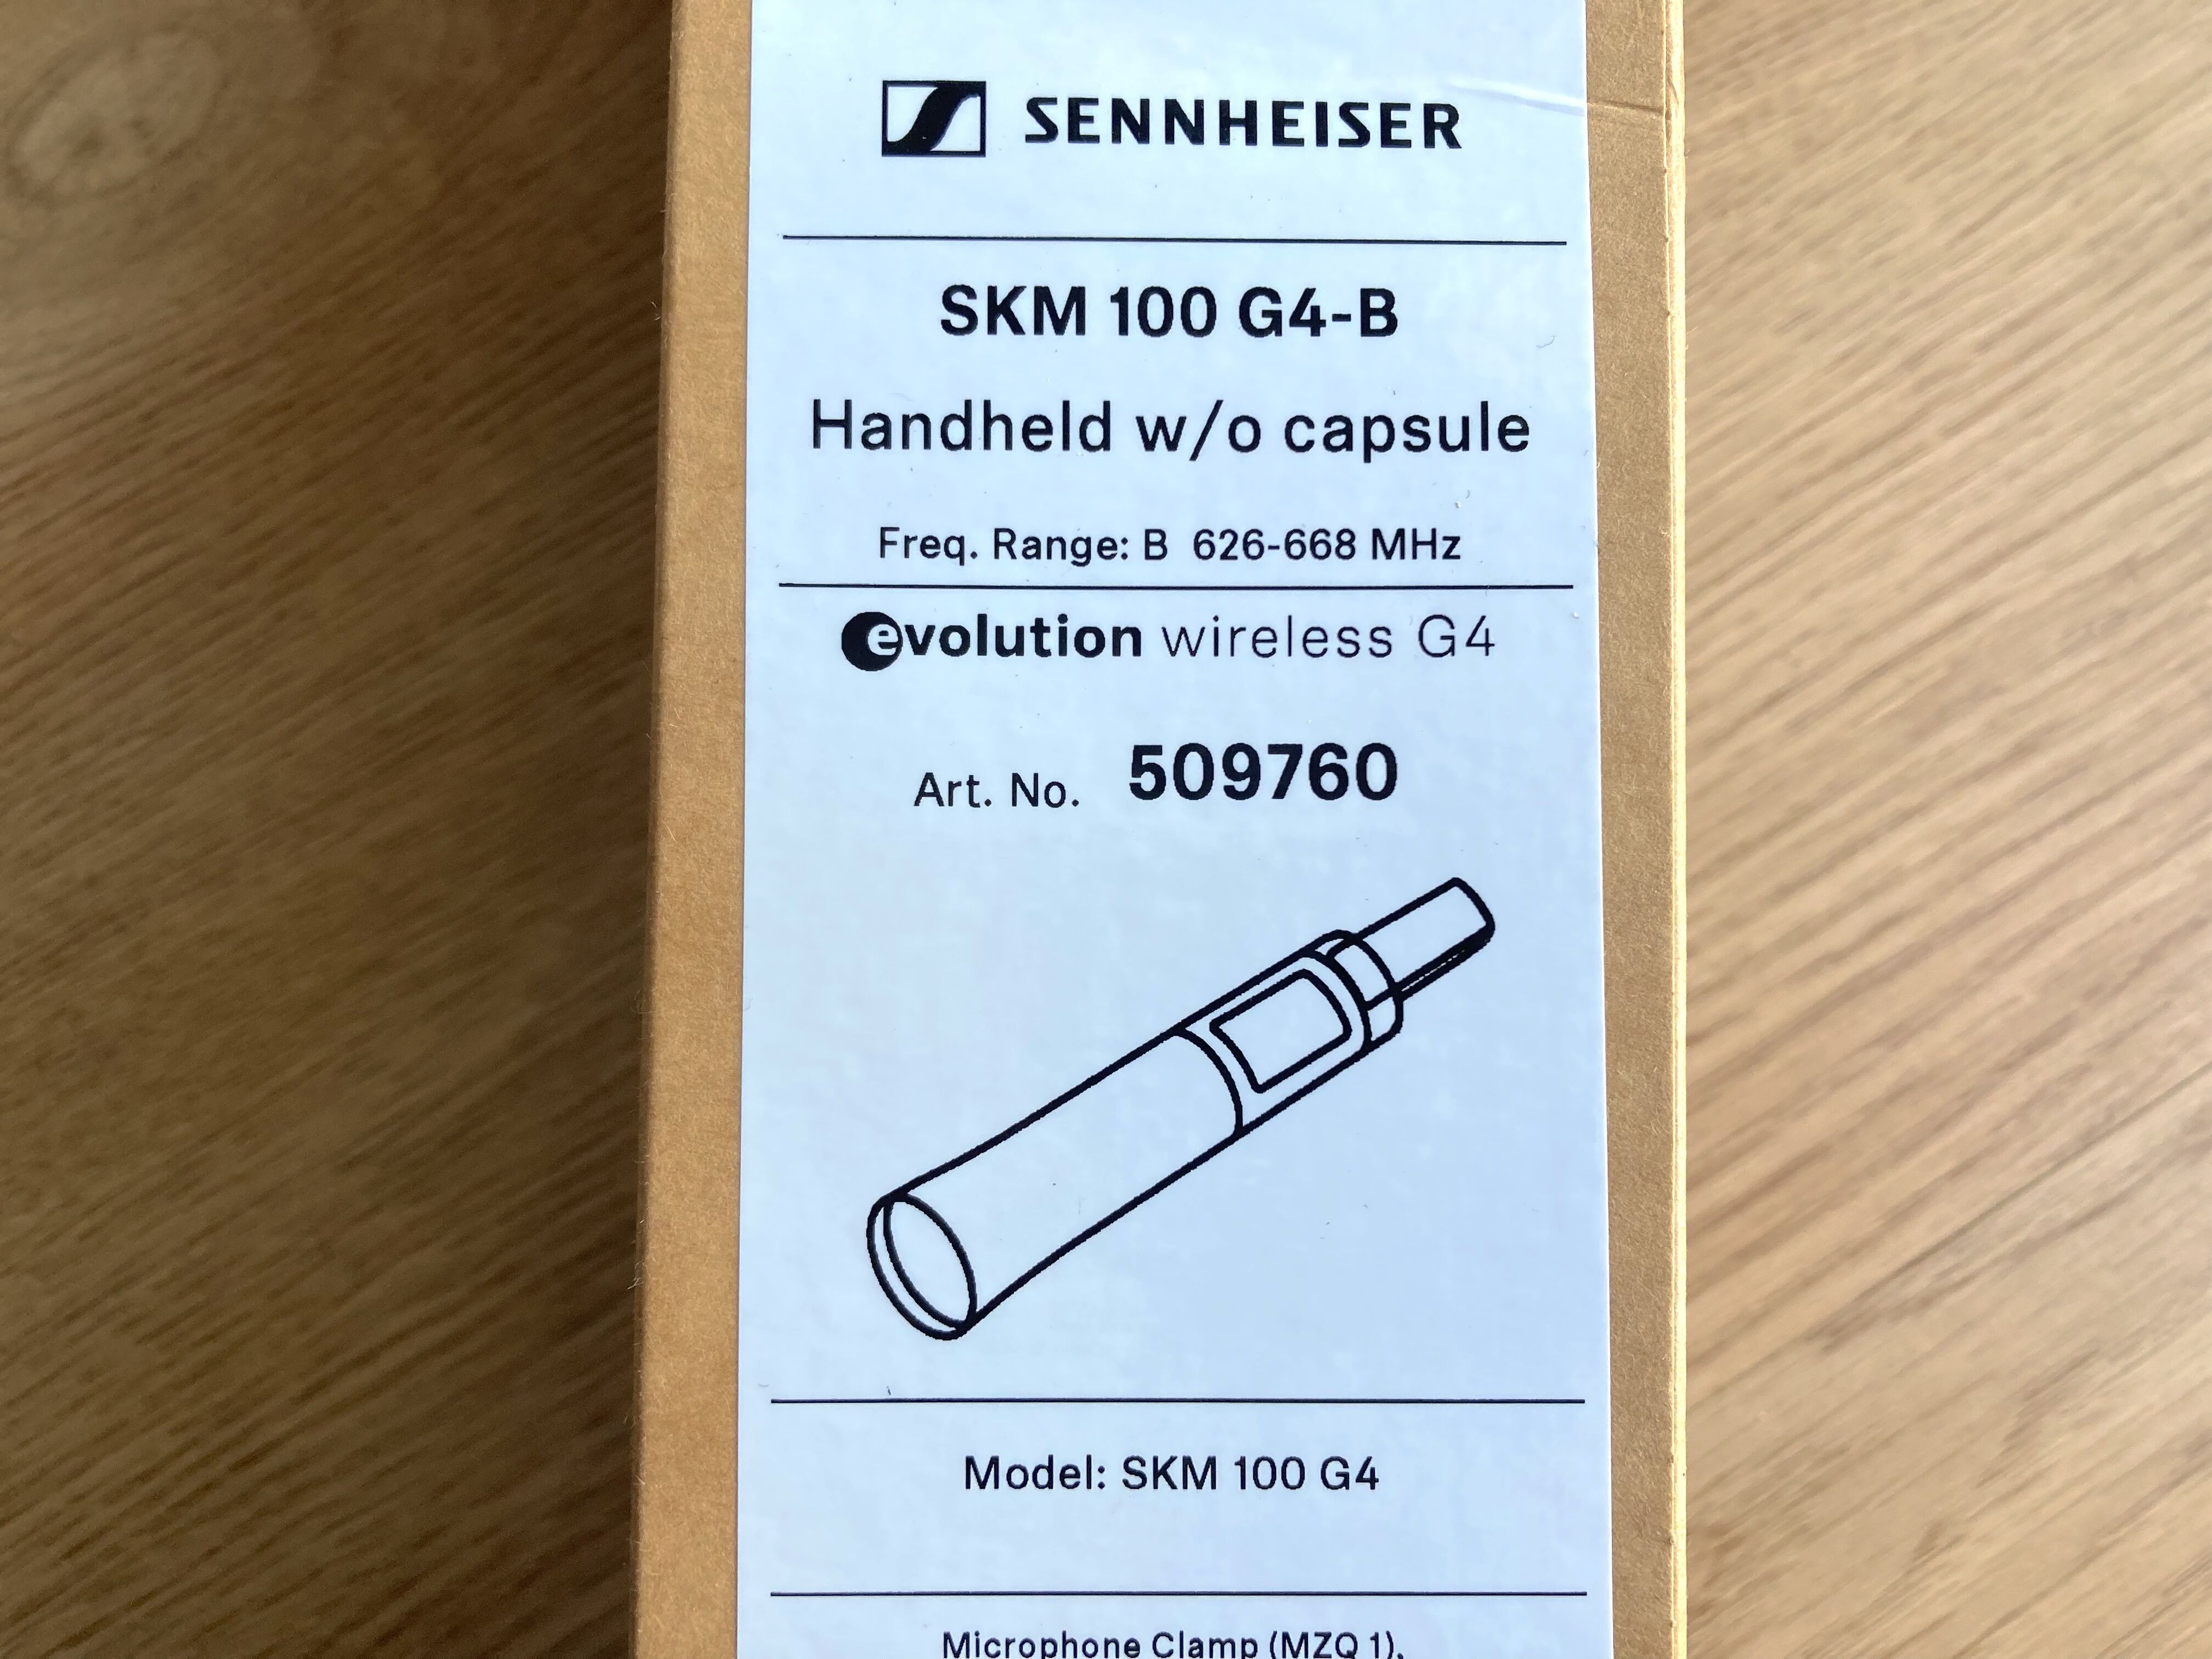 SENNHEISER
SKM 100 G4-B
Handheld w/o capsule
Freq. Range: B 626-668 MHz
evolution wireless G4
Art. No. 509760
Model: SKM 100 G4
Microphone Clamp (MZQ 1),